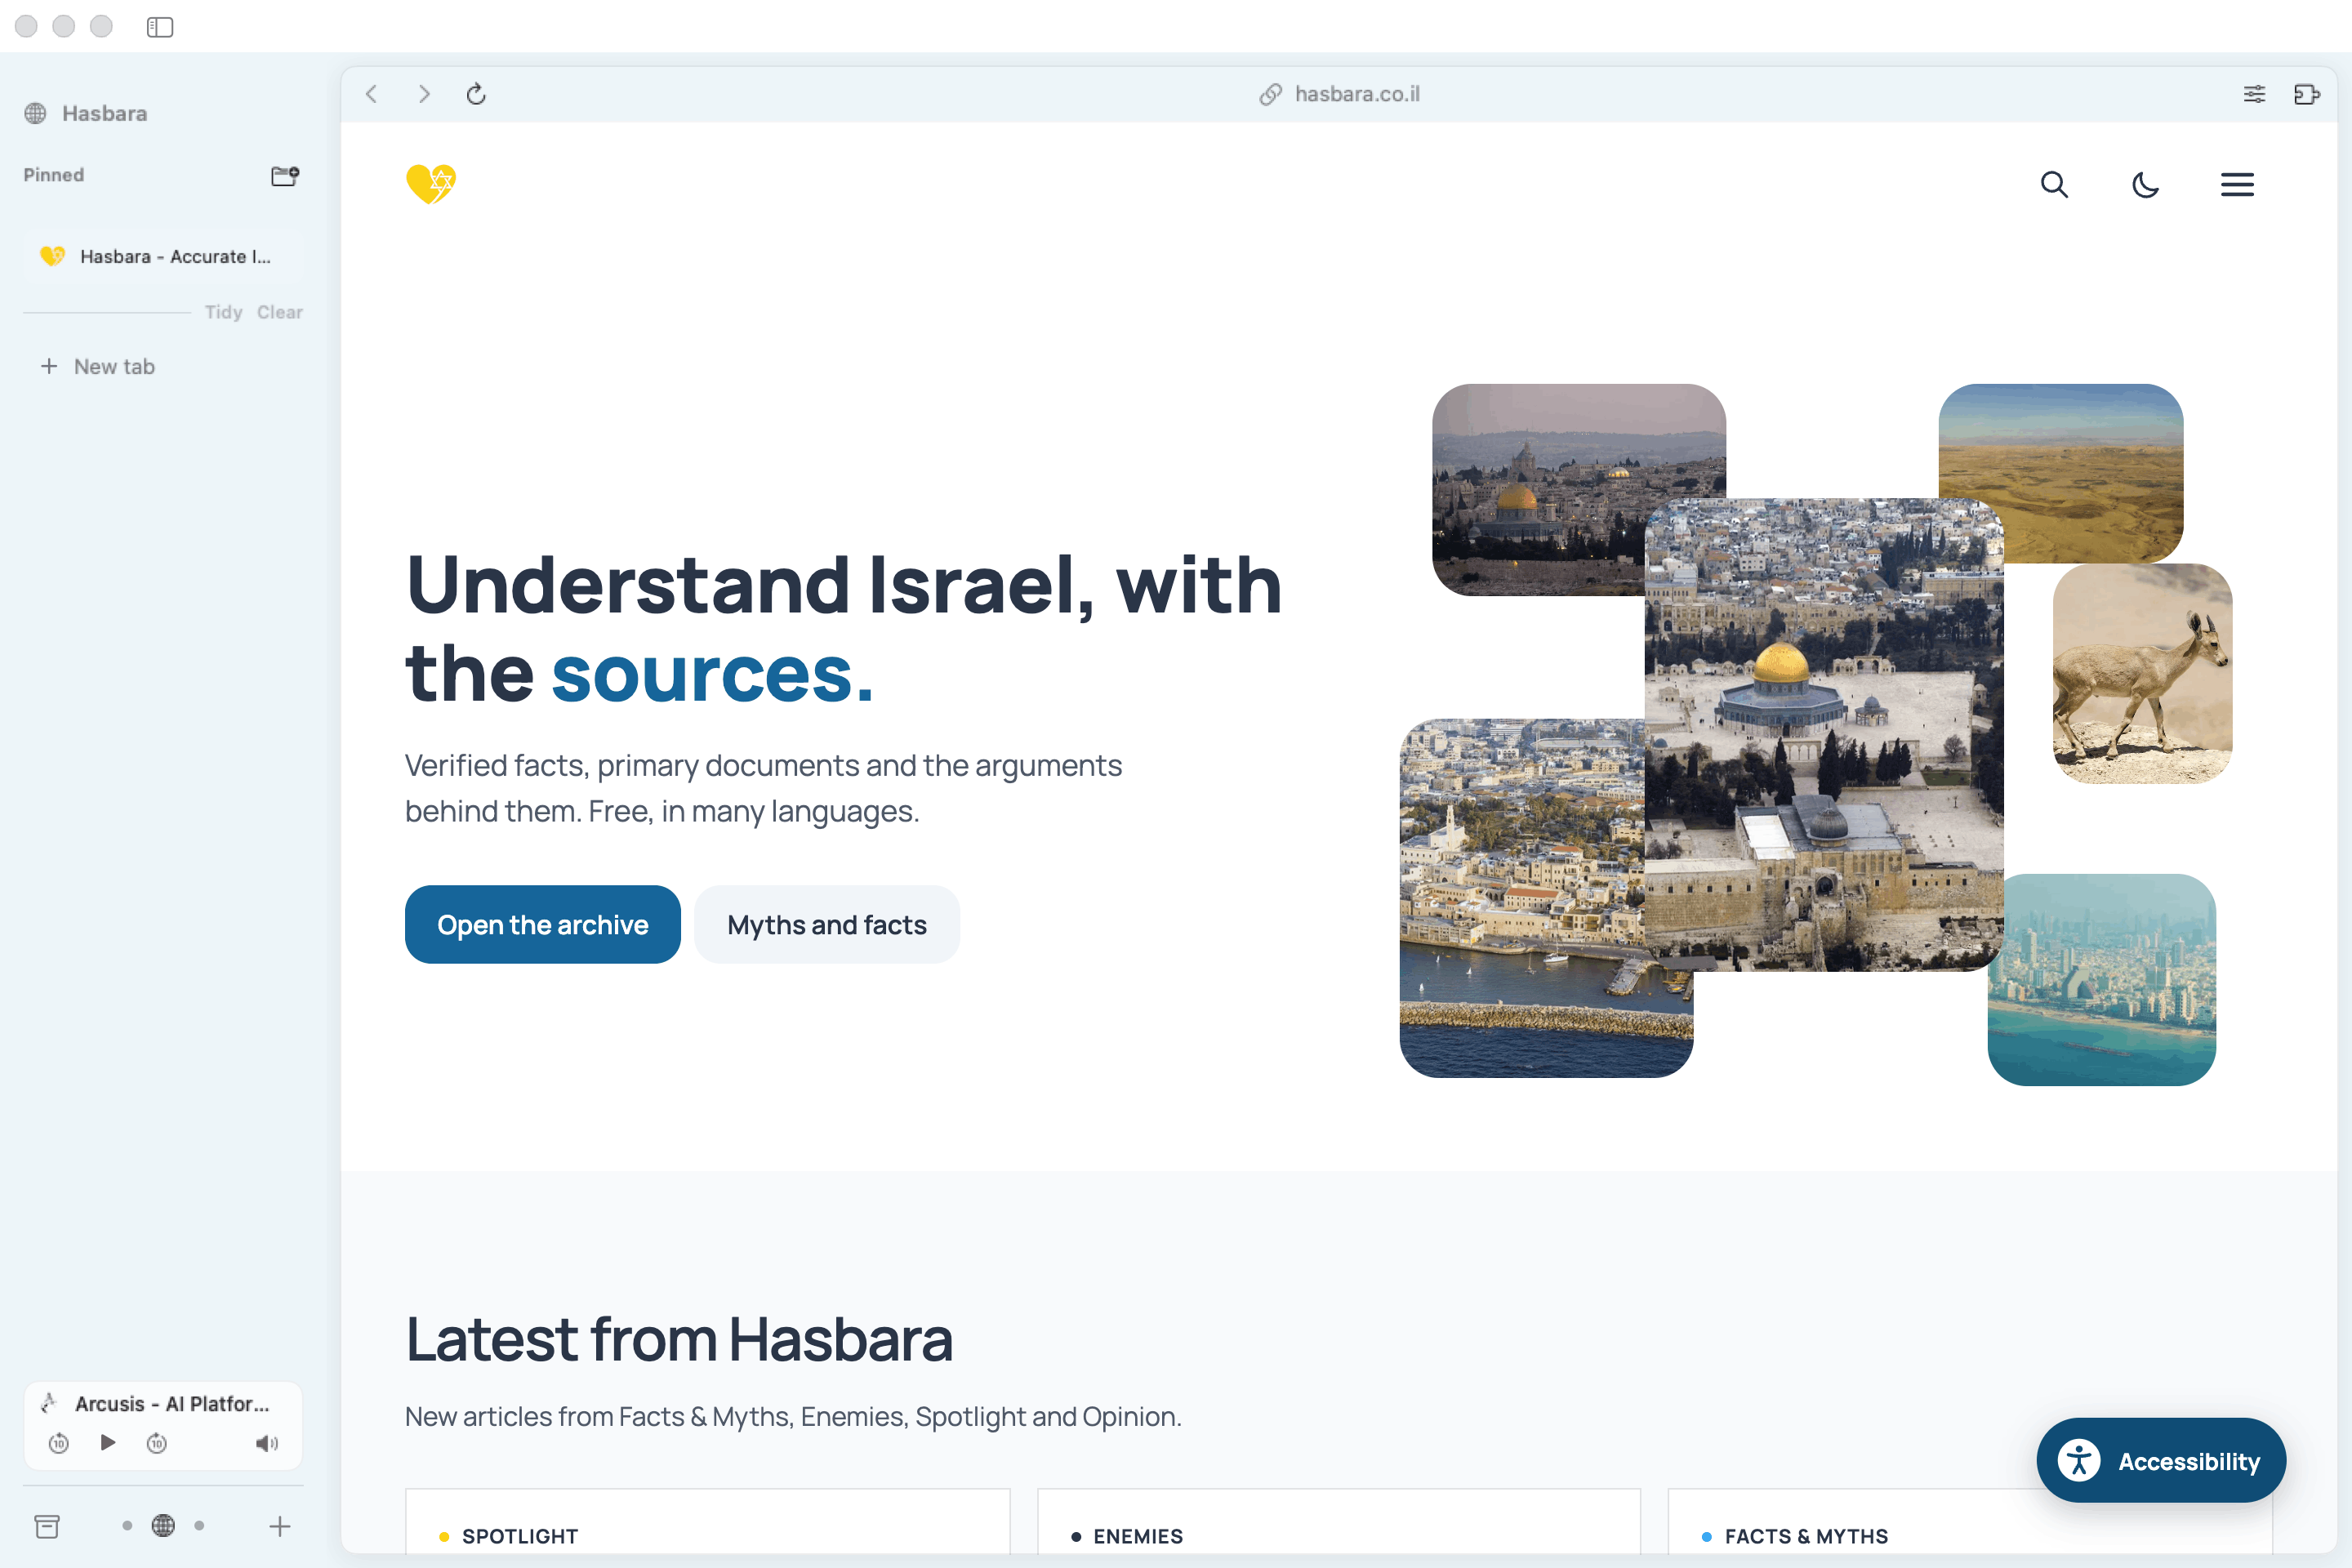 Hasbara
Pinned
Hasbara - Accurate I...
Tidy Clear
New tab
Arcusis - AI Platfor...
10 10
hasbara.co.il
Understand Israel, with
the sources.
Verified facts, primary documents and the arguments
behind them. Free, in many languages.
Open the archive Myths and facts
Latest from Hasbara
New articles from Facts & Myths, Enemies, Spotlight and Opinion.
Accessibility
SPOTLIGHT
ENEMIES
FACTS & MYTHS